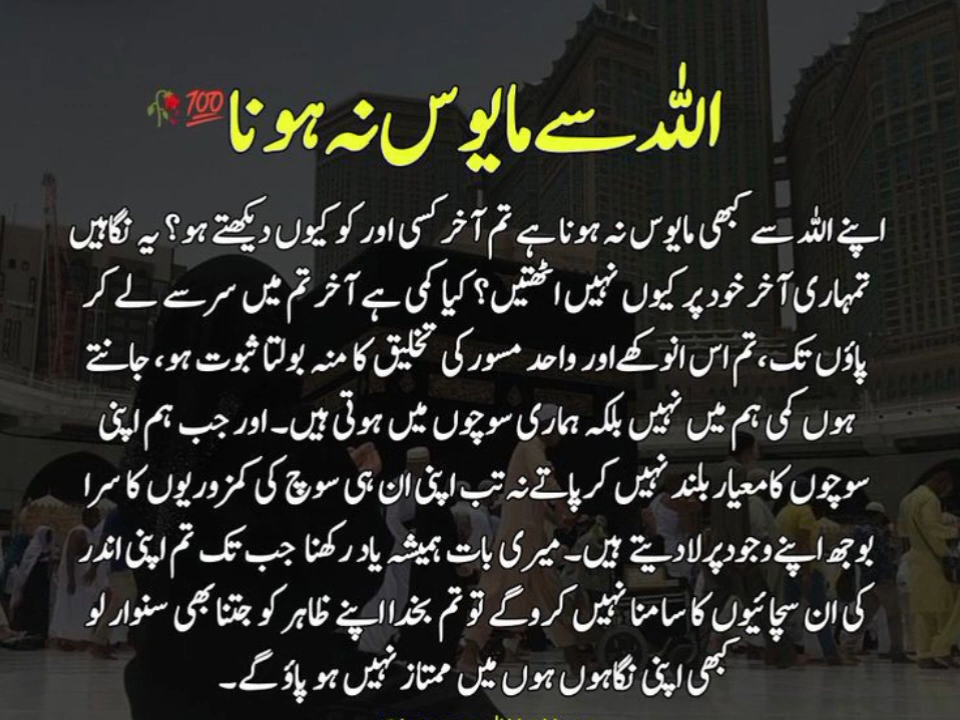 اللہ سے مایوس نہ ہونا💯🥀
اپنے اللہ سے کبھی مایوس نہ ہونا ہے تم آخر کسی اور کو کیوں دیکھتے ہو؟ یہ نگاہیں
تمہاری آخر خود پر کیوں نہیں اٹھتیں؟ کیا کمی ہے آخر تم میں سر سے لے کر
پاؤں تک، تم اس انوکھے اور واحد مسور کی تخلیق کا منہ بولتا ثبوت ہو، جانتے
ہوں کمی ہم میں نہیں بلکہ ہماری سوچوں میں ہوتی ہیں۔ اور جب ہم اپنی
سوچوں کا معیار بلند نہیں کر پاتے نہ تب اپنی ان ہی سوچ کی کمزوریوں کا سرا
بوجھ اپنے وجود پر لا دیتے ہیں۔ میری بات ہمیشہ یاد رکھنا جب تک تم اپنی اندر
کی ان سچائیوں کا سامنا نہیں کرو گے تو تم بخدا اپنے ظاہر کو جتنا بھی سنوار لو
کبھی اپنی نگاہوں ہوں میں ممتاز نہیں ہو پاؤ گے۔